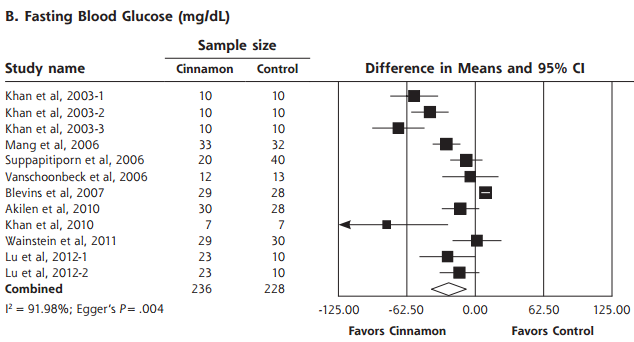 B. Fasting Blood Glucose (mg/dL)
Sample size
Study name Cinnamon Control Difference in Means and 95% CI
Khan et al, 2003-1 10 10
Khan et al, 2003-2 10 10
Khan et al, 2003-3 10 10
Mang et al, 2006 33 32
Suppapitiporn et al, 2006 20 40
Vanschoonbeck et al, 2006 12 13
Blevins et al, 2007 29 28
Akilen et al, 2010 30 28
Khan et al, 2010 7 7
Wainstein et al, 2011 29 30
Lu et al, 2012-1 23 10
Lu et al, 2012-2 23 10
Combined 236 228
I² = 91.98%; Egger's P= .004
-125.00 -62.50 0.00 62.50 125.00
Favors Cinnamon Favors Control